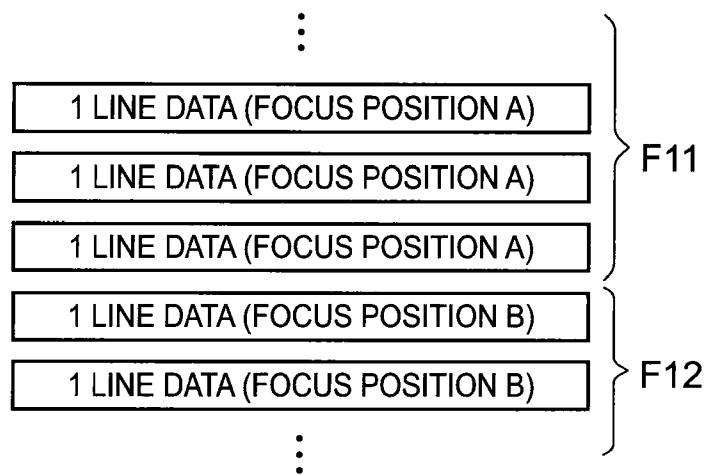 ⋮
1 LINE DATA (FOCUS POSITION A)
1 LINE DATA (FOCUS POSITION A)
F11
1 LINE DATA (FOCUS POSITION A)
1 LINE DATA (FOCUS POSITION B)
1 LINE DATA (FOCUS POSITION B)
F12
⋮